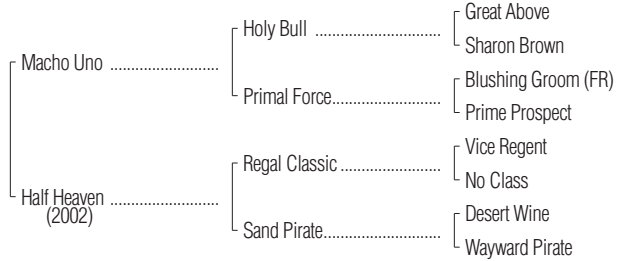 Great Above
Holy Bull ..............................
Sharon Brown
Macho Uno ..........................
Blushing Groom (FR)
Primal Force..........................
Prime Prospect
Vice Regent
Regal Classic ........................
No Class
Half Heaven ..........................
(2002)
Desert Wine
Sand Pirate............................
Wayward Pirate